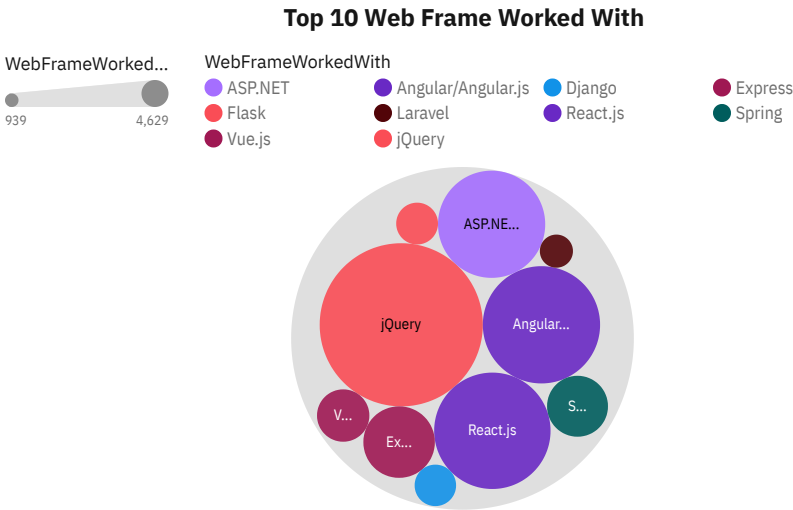 Top 10 Web Frame Worked With
WebFrameWorked...
939 4,629
WebFrameWorkedWith
ASP.NET Angular/Angular.js Django Express
Flask Laravel React.js Spring
Vue.js jQuery
ASP.NE...
jQuery Angular...
V... Ex... React.js S...